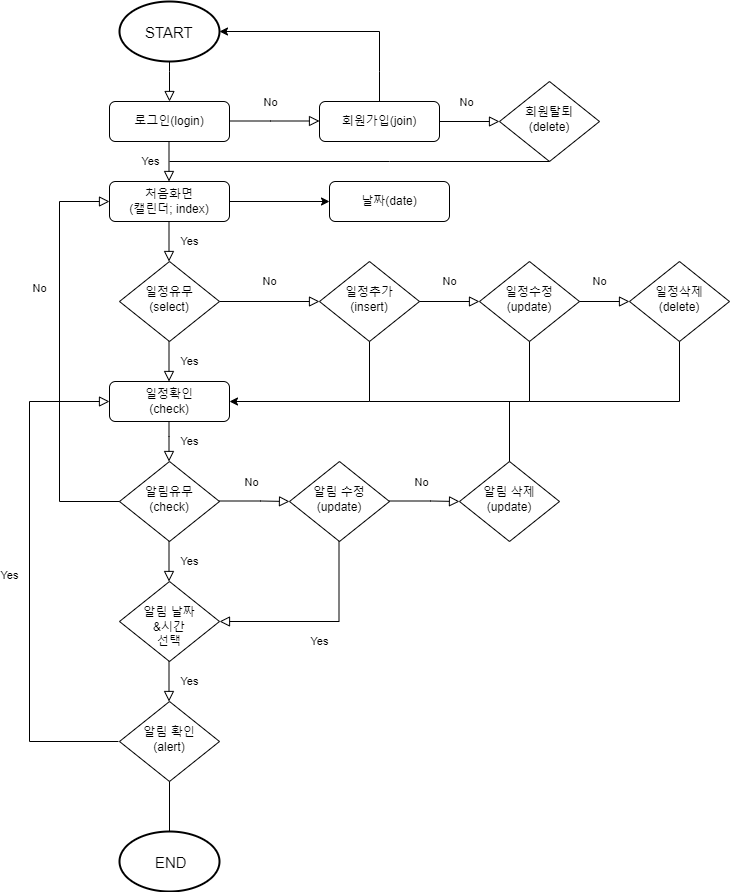 START
로그인(login)
No
회원가입(join)
No
회원탈퇴
(delete)
Yes
처음화면
(캘린더; index)
날짜(date)
Yes
No
일정유무
(select)
No
일정추가
(insert)
No
일정수정
(update)
No
일정삭제
(delete)
Yes
일정확인
(check)
Yes
알림유무
(check)
No
알림 수정
(update)
No
알림 삭제
(update)
Yes
Yes
알림 날짜
&시간
선택
Yes
Yes
알림 확인
(alert)
END